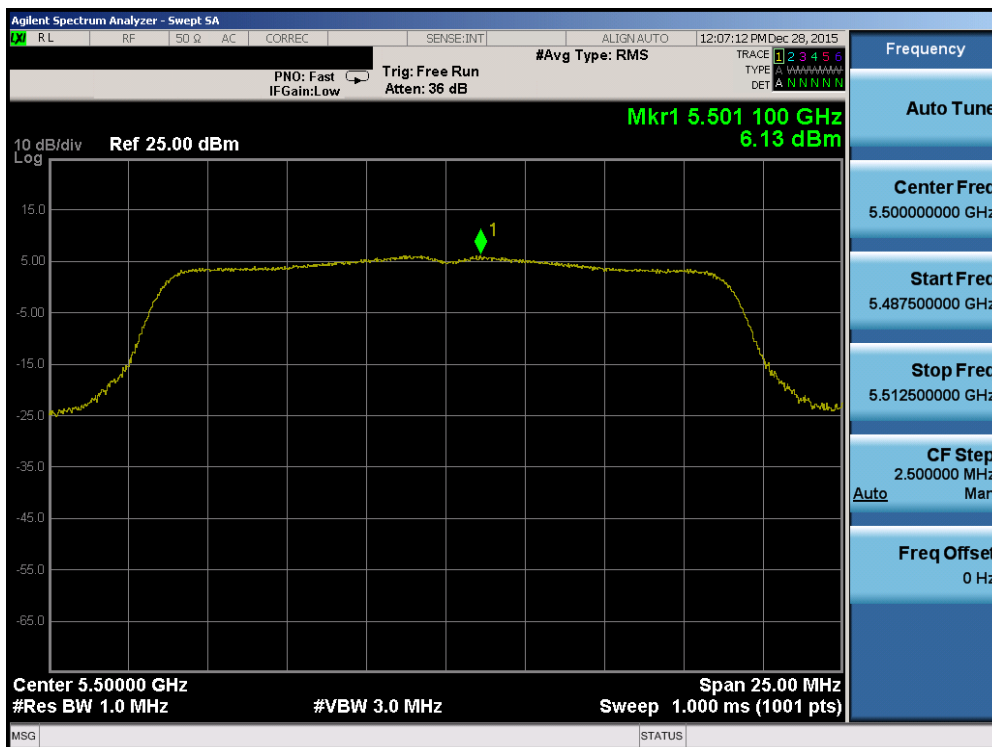 Agilent Spectrum Analyzer - Swept SA
LXI RL RF 50 Ω AC CORREC SENSE:INT ALIGN AUTO 12:07:12 PM Dec 28, 2015
#Avg Type: RMS
TRACE 1 2 3 4 5 6
PNO: Fast Trig: Free Run
TYPE A WWWWW
IFGain:Low Atten: 36 dB
DET A N N N N N
Mkr1 5.501 100 GHz
6.13 dBm
10 dB/div Ref 25.00 dBm
Log
1
15.0
5.00
-5.00
-15.0
-25.0
-35.0
-45.0
-55.0
-65.0
Center 5.50000 GHz Span 25.00 MHz
#Res BW 1.0 MHz #VBW 3.0 MHz Sweep 1.000 ms (1001 pts)
MSG STATUS
Frequency
Auto Tune
Center Freq
5.500000000 GHz
Start Freq
5.487500000 GHz
Stop Freq
5.512500000 GHz
CF Step
2.500000 MHz
Auto Man
Freq Offset
0 Hz